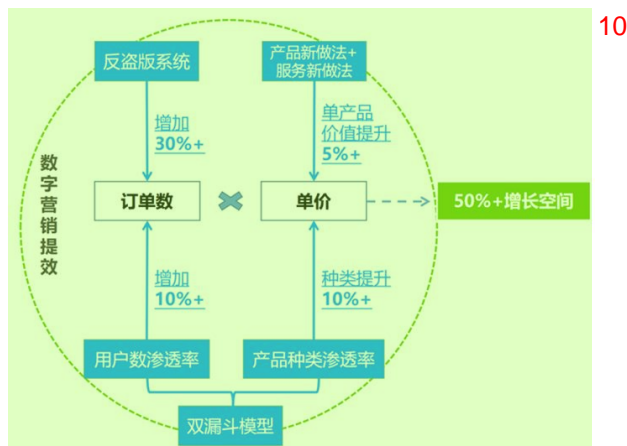 10
反盗版系统
产品新做法+
服务新做法
增加
30%+
单产品
价值提升
5%+
数字营销提效
订单数
单价
50%+增长空间
增加
10%+
种类提升
10%+
用户数渗透率
产品种类渗透率
双漏斗模型